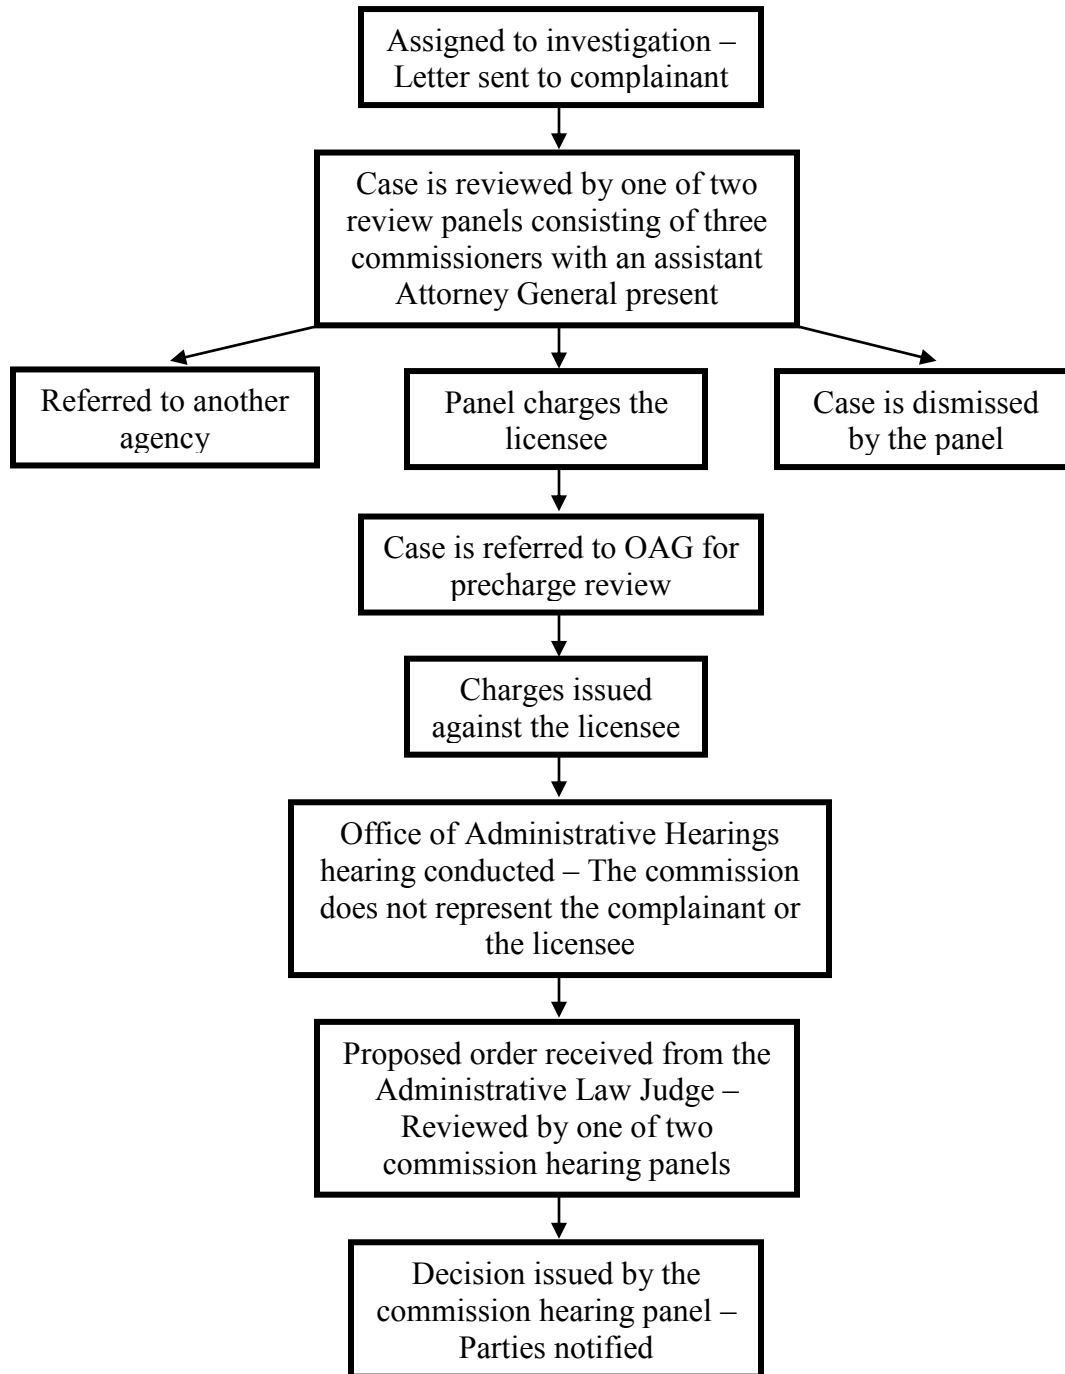 Assigned to investigation –
Letter sent to complainant
Case is reviewed by one of two
review panels consisting of three
commissioners with an assistant
Attorney General present
Referred to another
agency
Panel charges the
licensee
Case is dismissed
by the panel
Case is referred to OAG for
precharge review
Charges issued
against the licensee
Office of Administrative Hearings
hearing conducted – The commission
does not represent the complainant or
the licensee
Proposed order received from the
Administrative Law Judge –
Reviewed by one of two
commission hearing panels
Decision issued by the
commission hearing panel –
Parties notified